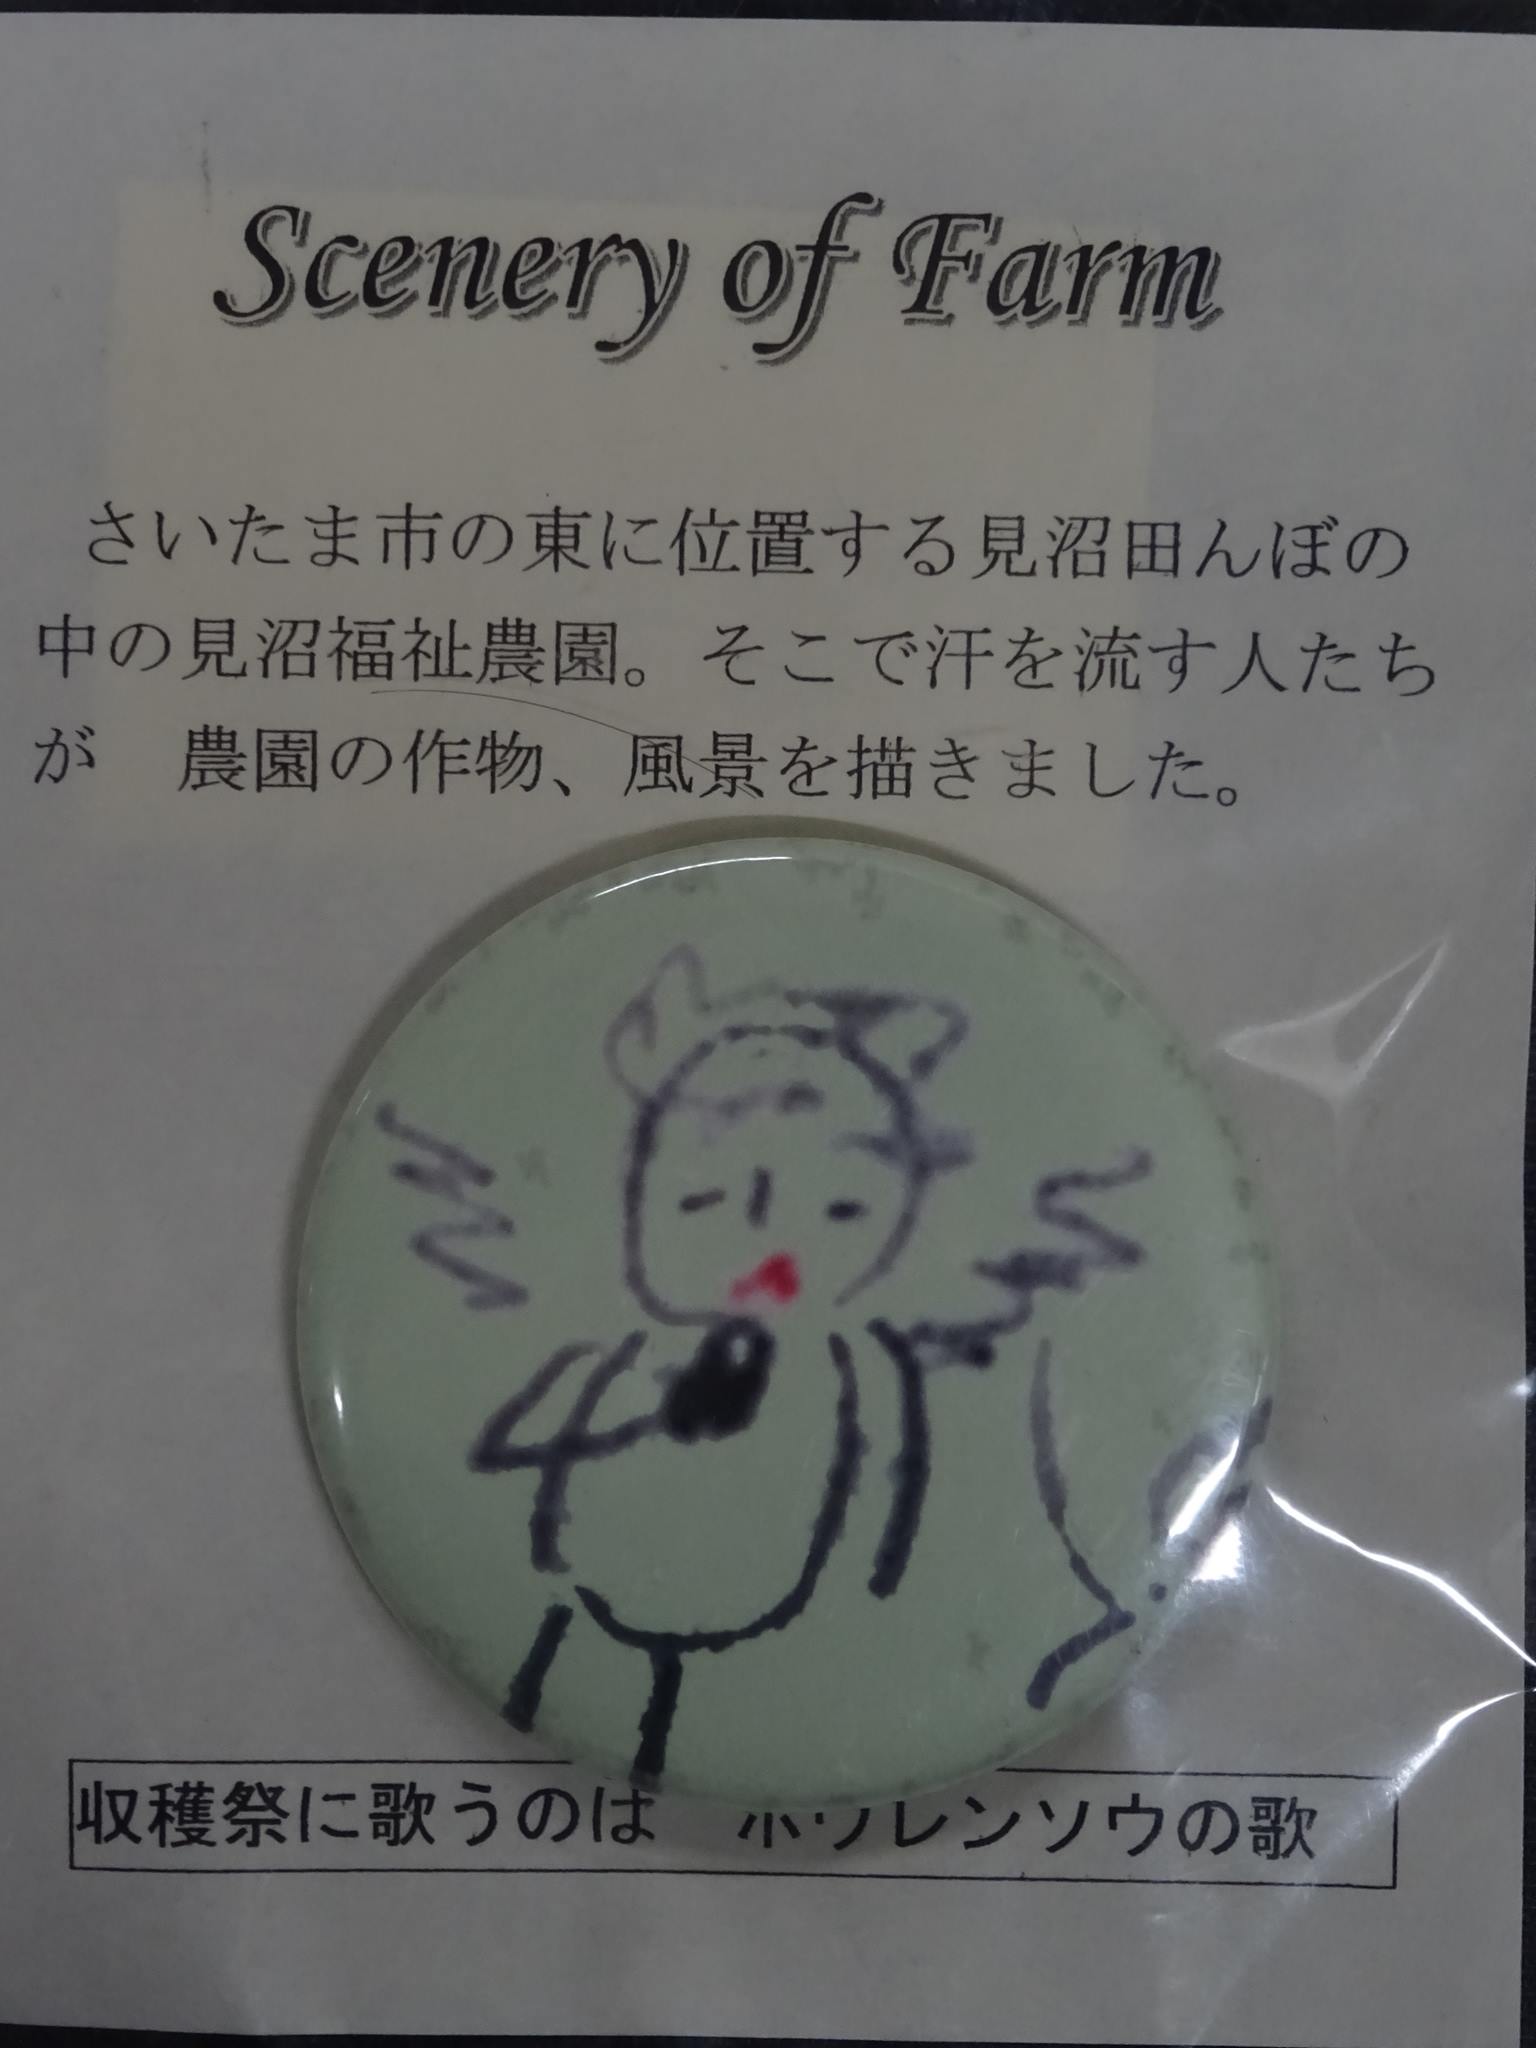 Scenery of Farm
さいたま市の東に位置する見沼田んぼの
中の見沼福祉農園。そこで汗を流す人たち
が　農園の作物、風景を描きました。
収穫祭に歌うのは　ホウレンソウの歌